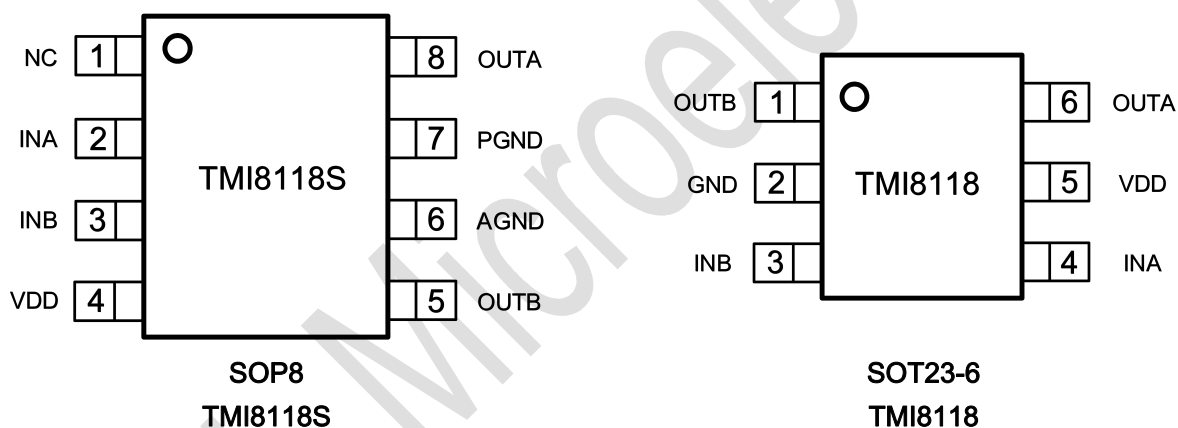 NC 1 8 OUTA
INA 2 7 PGND
TMI8118S
INB 3 6 AGND
VDD 4 5 OUTB
SOP8
TMI8118S
OUTB 1 6 OUTA
GND 2 TMI8118 5 VDD
INB 3 4 INA
SOT23-6
TMI8118